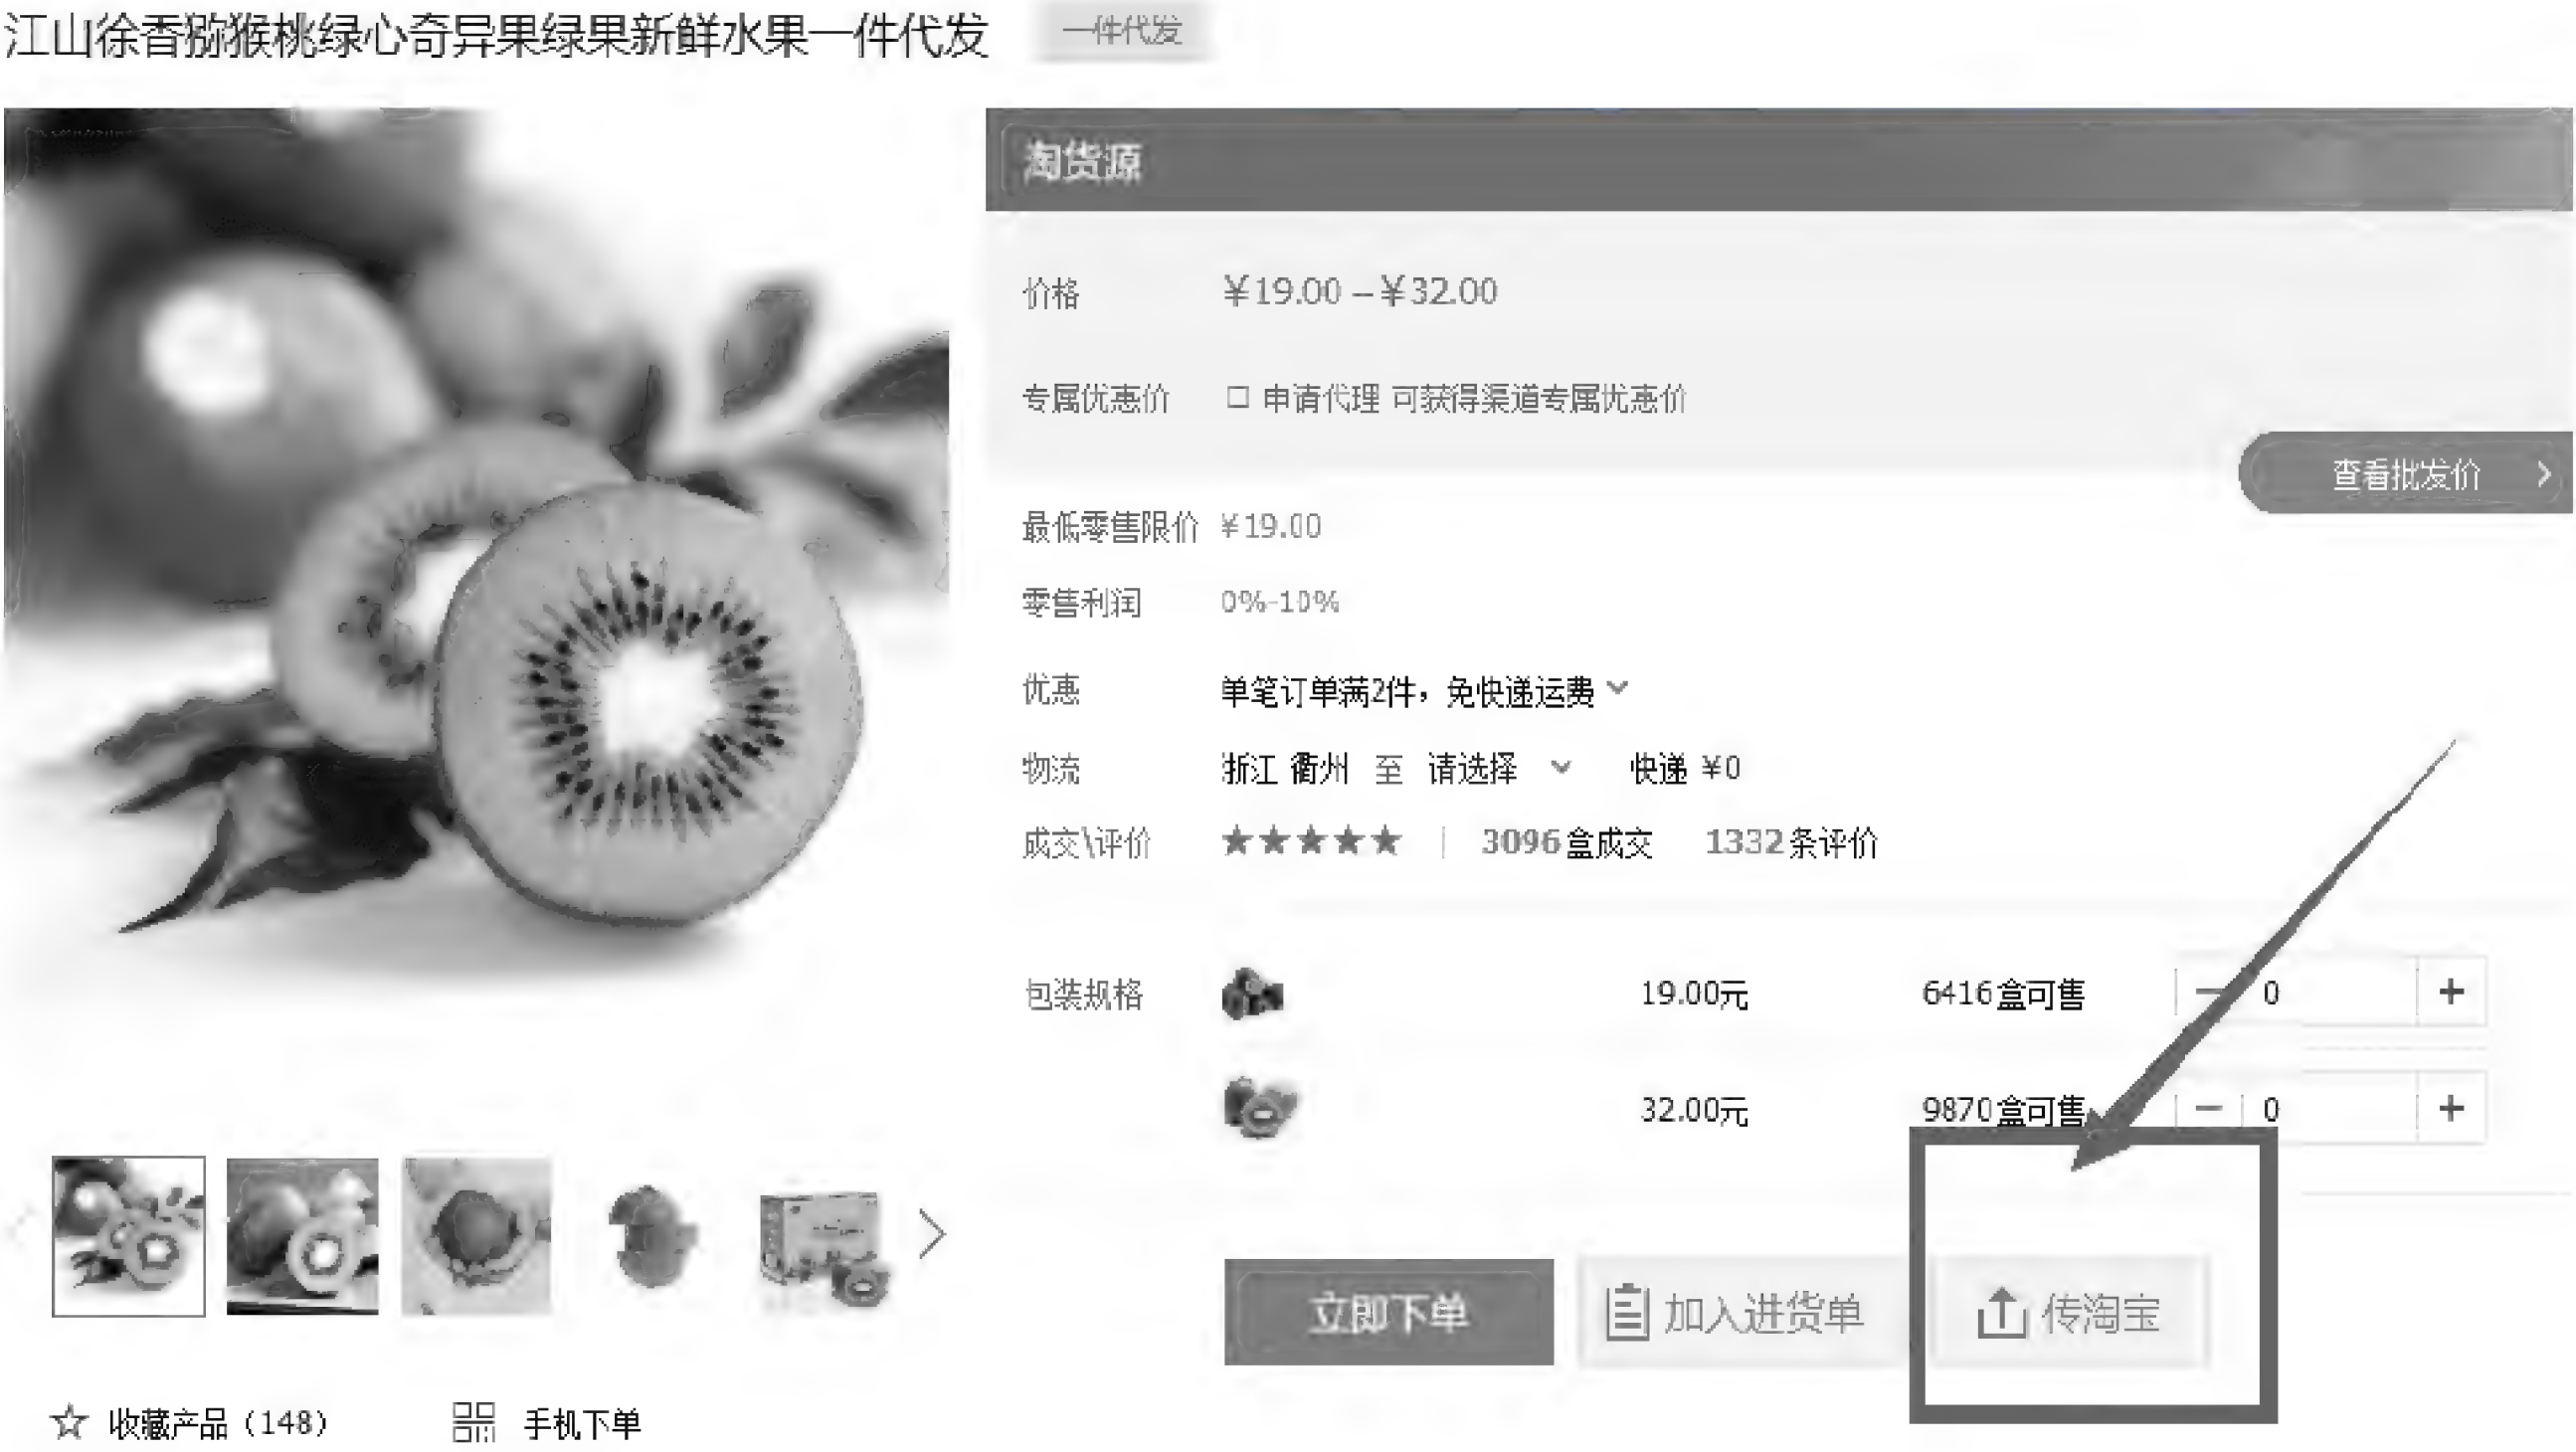 江山徐香猕猴桃绿心奇异果绿果新鲜水果一件代发 一件代发
淘货源
价格 ¥19.00 – ¥32.00
专属优惠价 申请代理 可获得渠道专属优惠价
查看批发价
最低零售限价 ¥19.00
零售利润 0%-10%
优惠 单笔订单满2件，免快递运费
物流 浙江 衢州 至 请选择 快递 ¥0
成交\评价 ★★★★★ | 3096盒成交 1332条评价
包装规格 19.00元 6416盒可售 − 0 +
32.00元 9870盒可售 − 0 +
立即下单 加入进货单 传淘宝
收藏产品（148） 手机下单